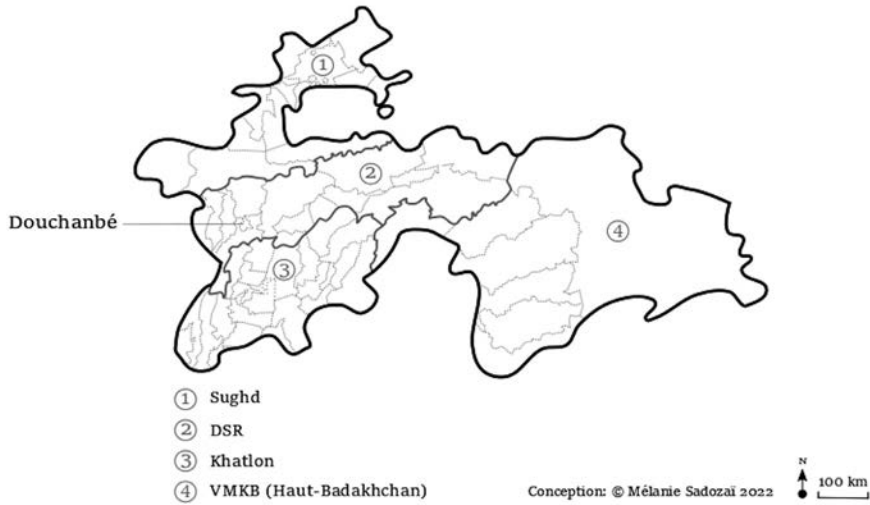 ①
②
Douchanbé
④
③
① Sughd
② DSR
③ Khatlon
④ VMKB (Haut-Badakhchan)
Conception: © Mélanie Sadozaï 2022
N
100 km